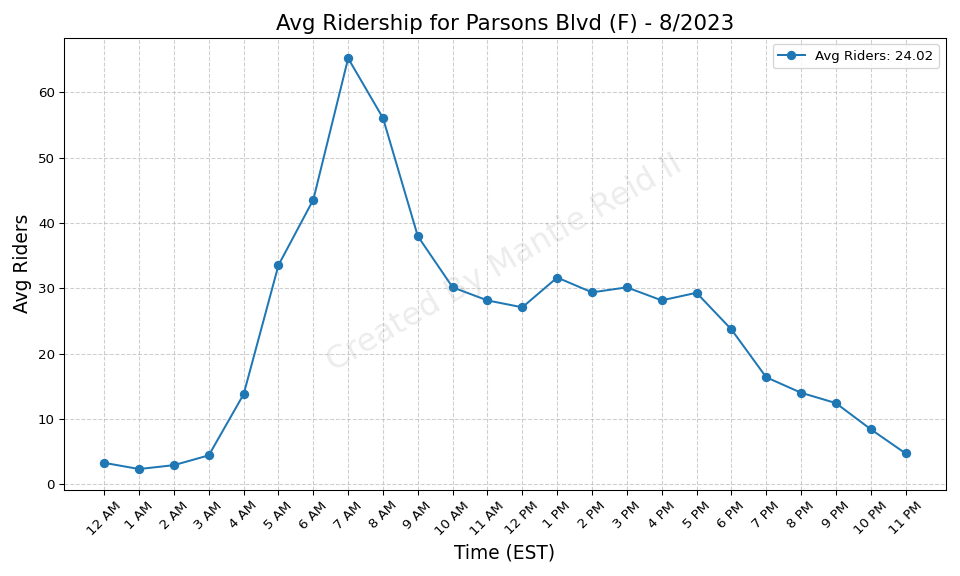 Avg Ridership for Parsons Blvd (F) - 8/2023
Avg Riders: 24.02
Avg Riders
60
50
40
30
20
10
0
Created By Mantie Reid II
12 AM
1 AM
2 AM
3 AM
4 AM
5 AM
6 AM
7 AM
8 AM
9 AM
10 AM
11 AM
12 PM
1 PM
2 PM
3 PM
4 PM
5 PM
6 PM
7 PM
8 PM
9 PM
10 PM
11 PM
Time (EST)